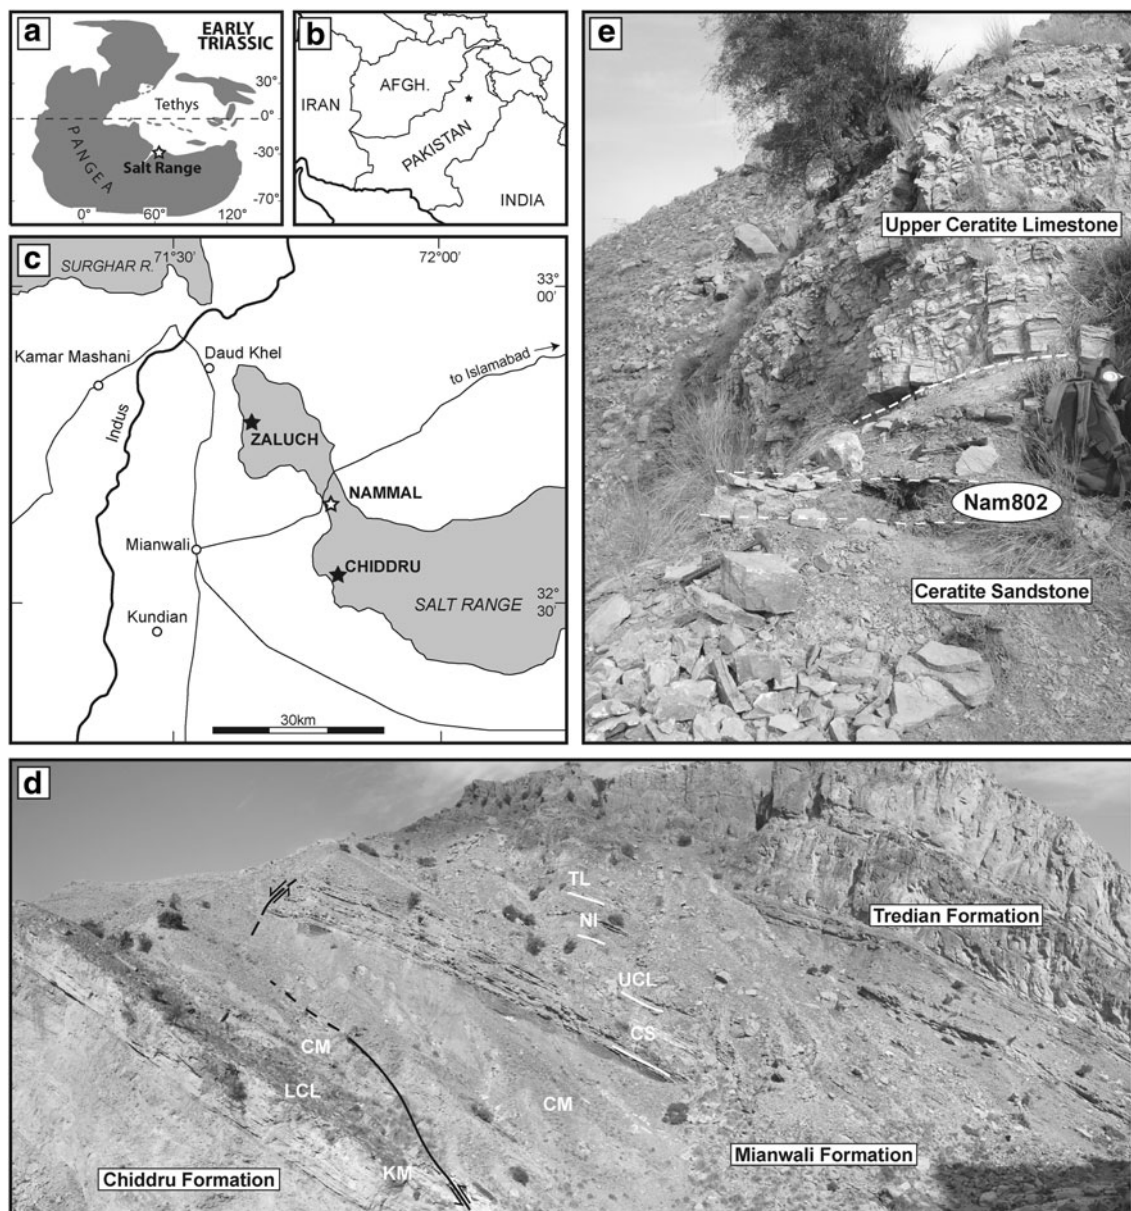 a
EARLY
TRIASSIC
30°
Tethys
0°
PANGEA
-30°
Salt Range
-70°
0°
60°
120°
b
AFGH.
IRAN
PAKISTAN
INDIA
c
SURGHAR R.
71°30'
72°00'
33°
00'
Kamar Mashani
Daud Khel
to Islamabad
Indus
ZALUCH
NAMMAL
Mianwali
CHIDDRU
32°
30'
SALT RANGE
Kundian
30km
e
Upper Ceratite Limestone
Nam802
Ceratite Sandstone
d
TL
NI
Tredian Formation
UCL
CS
CM
LCL
CM
KM
Mianwali Formation
Chiddru Formation